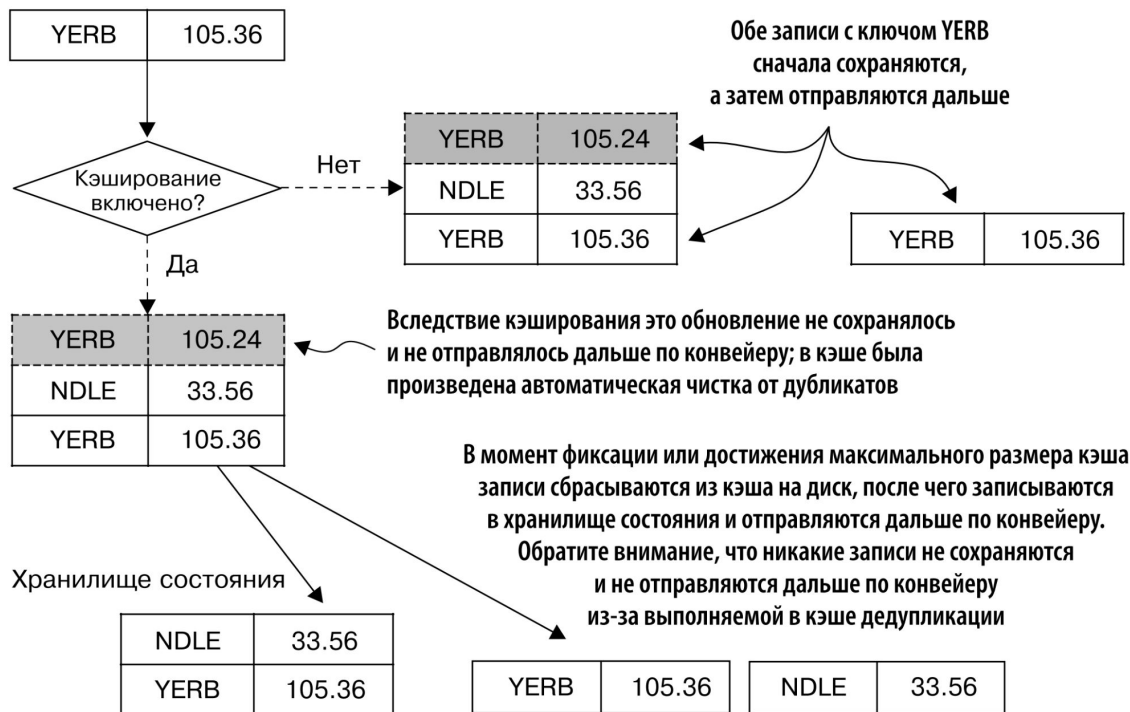 YERB 105.36
Обе записи с ключом YERB
сначала сохраняются,
а затем отправляются дальше
Кэширование
включено?
Нет
YERB 105.24
NDLE 33.56
YERB 105.36
YERB 105.36
Да
YERB 105.24
NDLE 33.56
YERB 105.36
Вследствие кэширования это обновление не сохранялось
и не отправлялось дальше по конвейеру; в кэше была
произведена автоматическая чистка от дубликатов
В момент фиксации или достижения максимального размера кэша
записи сбрасываются из кэша на диск, после чего записываются
в хранилище состояния и отправляются дальше по конвейеру.
Обратите внимание, что никакие записи не сохраняются
и не отправляются дальше по конвейеру
из-за выполняемой в кэше дедупликации
Хранилище состояния
NDLE 33.56
YERB 105.36
YERB 105.36
NDLE 33.56